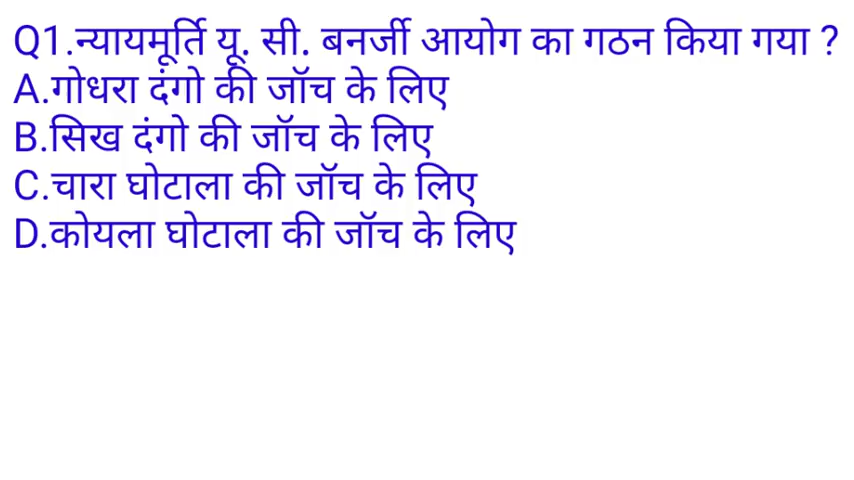 Q1.न्यायमूर्ति यू. सी. बनर्जी आयोग का गठन किया गया ?
A.गोधरा दंगो की जॉच के लिए
B.सिख दंगो की जॉच के लिए
C.चारा घोटाला की जॉच के लिए
D.कोयला घोटाला की जॉच के लिए